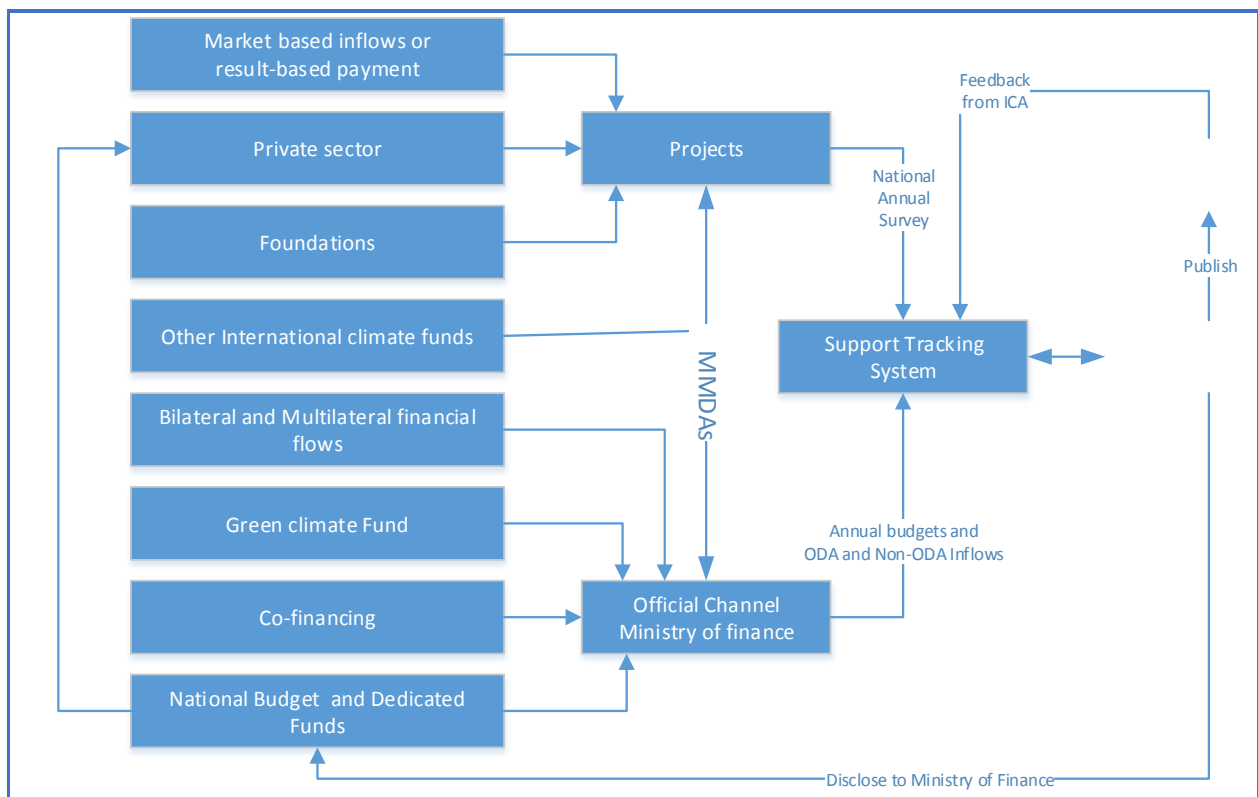 Market based inflows or
result-based payment
Feedback
from ICA
Private sector
Projects
National
Annual
Survey
Foundations
Publish
Other International climate funds
Support Tracking
System
MMDAs
Bilateral and Multilateral financial
flows
Green climate Fund
Annual budgets and
ODA and Non-ODA Inflows
Co-financing
Official Channel
Ministry of finance
National Budget and Dedicated
Funds
Disclose to Ministry of Finance